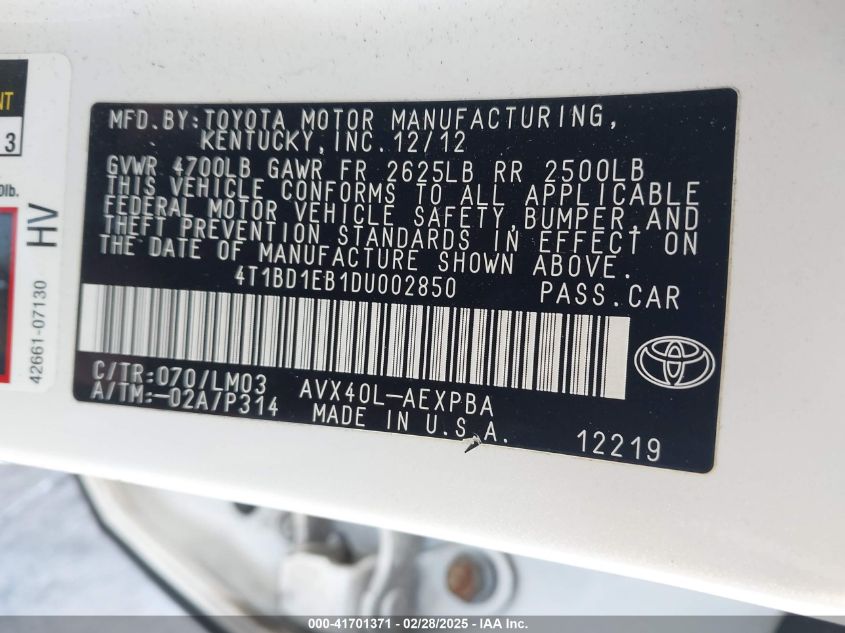 NT
3
0lb.
HV
42661-07130
MFD.BY:TOYOTA MOTOR MANUFACTURING,
KENTUCKY,INC.12/12
GVWR 4700LB GAWR FR 2625LB RR 2500LB
THIS VEHICLE CONFORMS TO ALL APPLICABLE
FEDERAL MOTOR VEHICLE SAFETY,BUMPER,AND
THEFT PREVENTION STANDARDS IN EFFECT ON
THE DATE OF MANUFACTURE SHOWN ABOVE.
4T1BD1EB1DU002850 PASS.CAR
C/TR:070/LM03 AVX40L-AEXPBA
A/TM:-02A/P314 MADE IN U.S.A.
12219
000-41701371 | 02/28/2025 - IAA Inc.